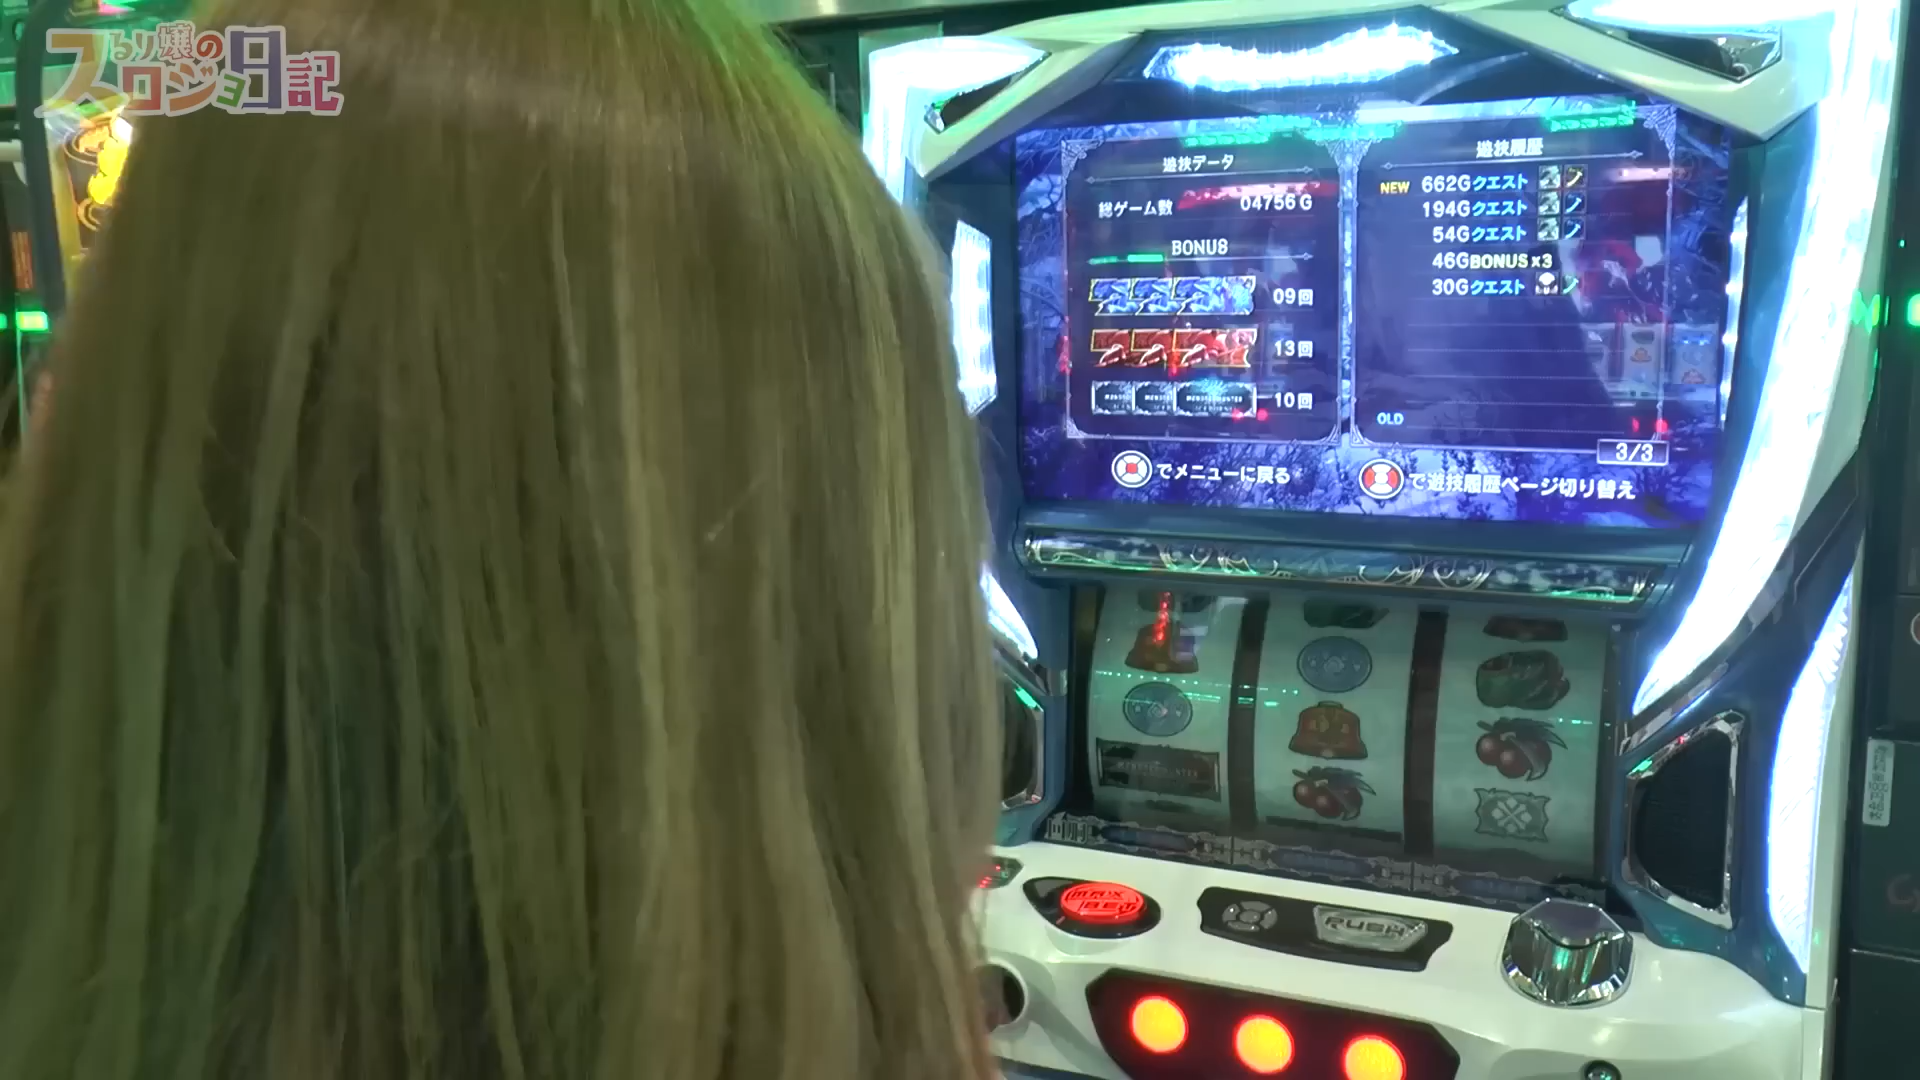 るり嬢の
スロジョ日記
遊技データ
総ゲーム数 04756G
BONUS
09回
13回
10回
でメニューに戻る
遊技履歴
NEW 662Gクエスト
194Gクエスト
54Gクエスト
46GBONUS x3
30Gクエスト
OLD
3/3
で遊技履歴ページ切り替え
MAX
BET
PUSH